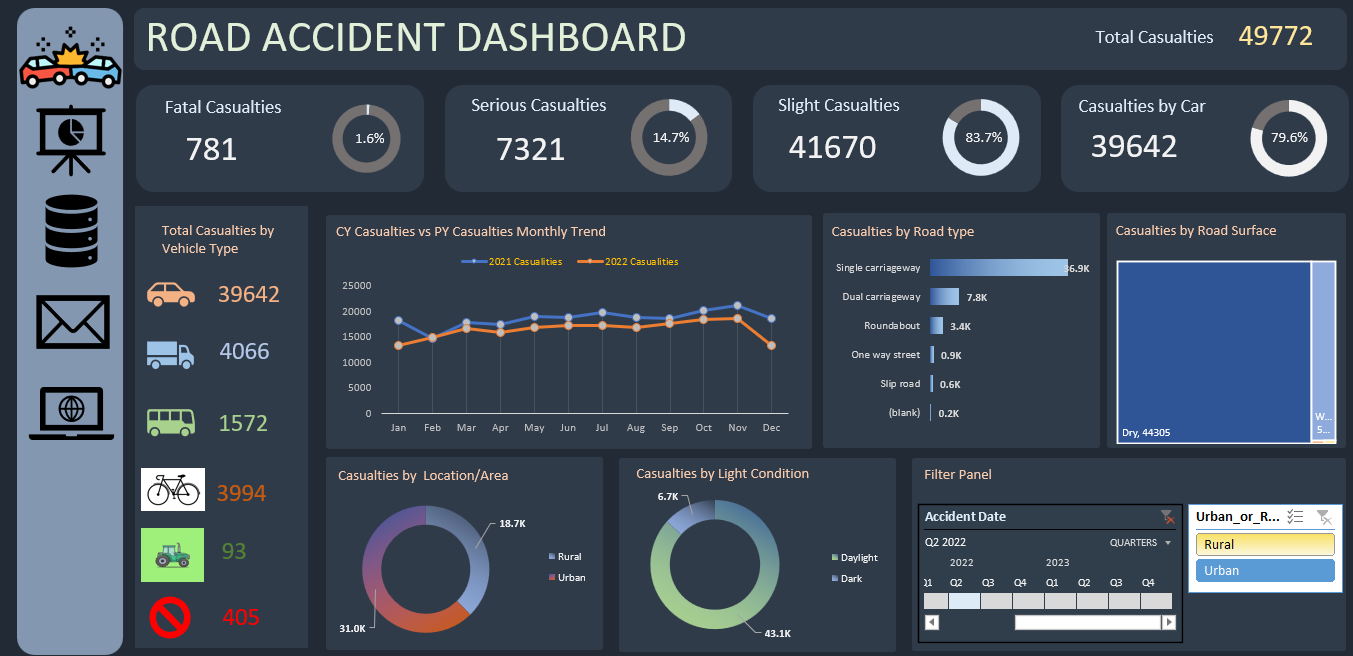 ROAD ACCIDENT DASHBOARD
Total Casualties 49772
Fatal Casualties
781
1.6%
Serious Casualties
7321
14.7%
Slight Casualties
41670
83.7%
Casualties by Car
39642
79.6%
Total Casualties by
Vehicle Type
39642
4066
1572
3994
93
405
CY Casualties vs PY Casualties Monthly Trend
2021 Casualities 2022 Casualities
25000
20000
15000
10000
5000
0
Jan Feb Mar Apr May Jun Jul Aug Sep Oct Nov Dec
Casualties by Road type
Single carriageway 36.9K
Dual carriageway 7.8K
Roundabout 3.4K
One way street 0.9K
Slip road 0.6K
(blank) 0.2K
Casualties by Road Surface
W...
S...
Dry, 44305
Casualties by Location/Area
18.7K
Rural
Urban
31.0K
Casualties by Light Condition
6.7K
Daylight
Dark
43.1K
Filter Panel
Accident Date
Q2 2022 QUARTERS
2022 2023
Q1 Q2 Q3 Q4 Q1 Q2 Q3 Q4
Urban_or_R...
Rural
Urban